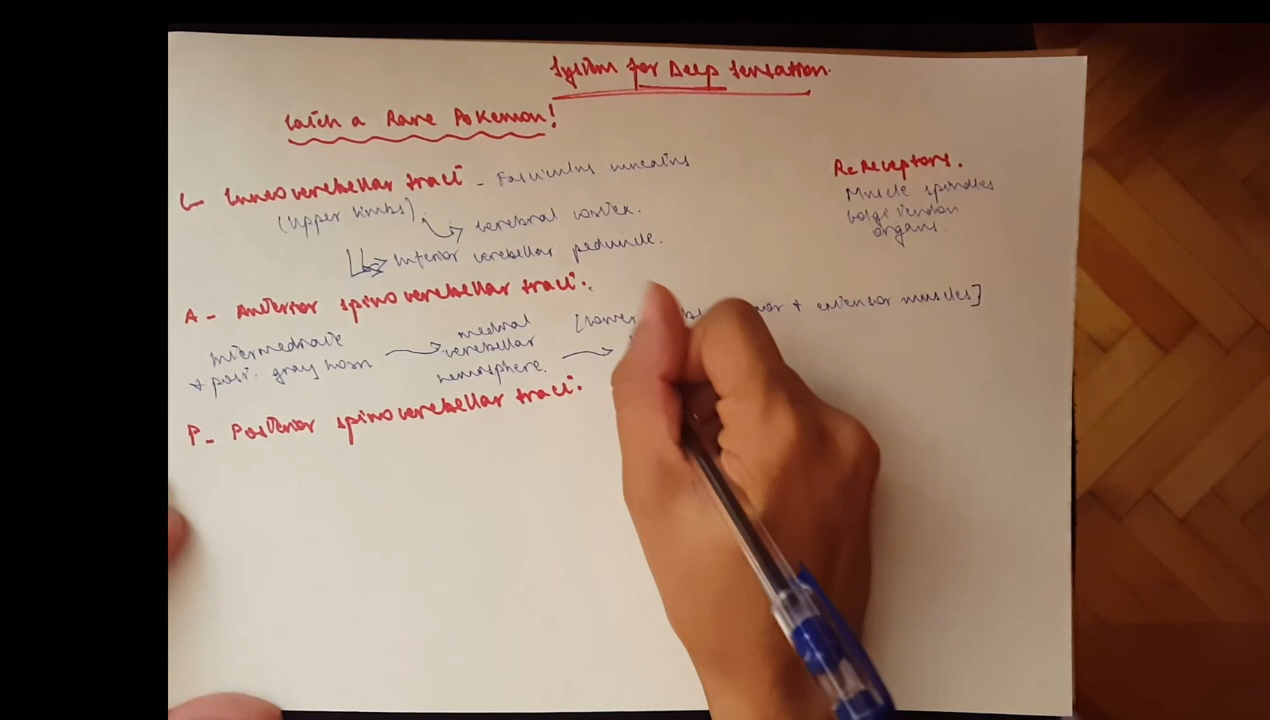 System for Deep Sensation.
Catch a Rare Pokemon!
C- Cuneocerebellar tract - Fasciculus cuneatus
(Upper limbs)
cerebral cortex.
Inferior cerebellar peduncle.
Receptors.
Muscle spindles
Golgi tendon
organs.
A- Anterior spinocerebellar tract.
[Lower + extensor muscles]
Intermediate
+ post. gray horn
medial
cerebellar
hemisphere.
P- Posterior spinocerebellar tract.